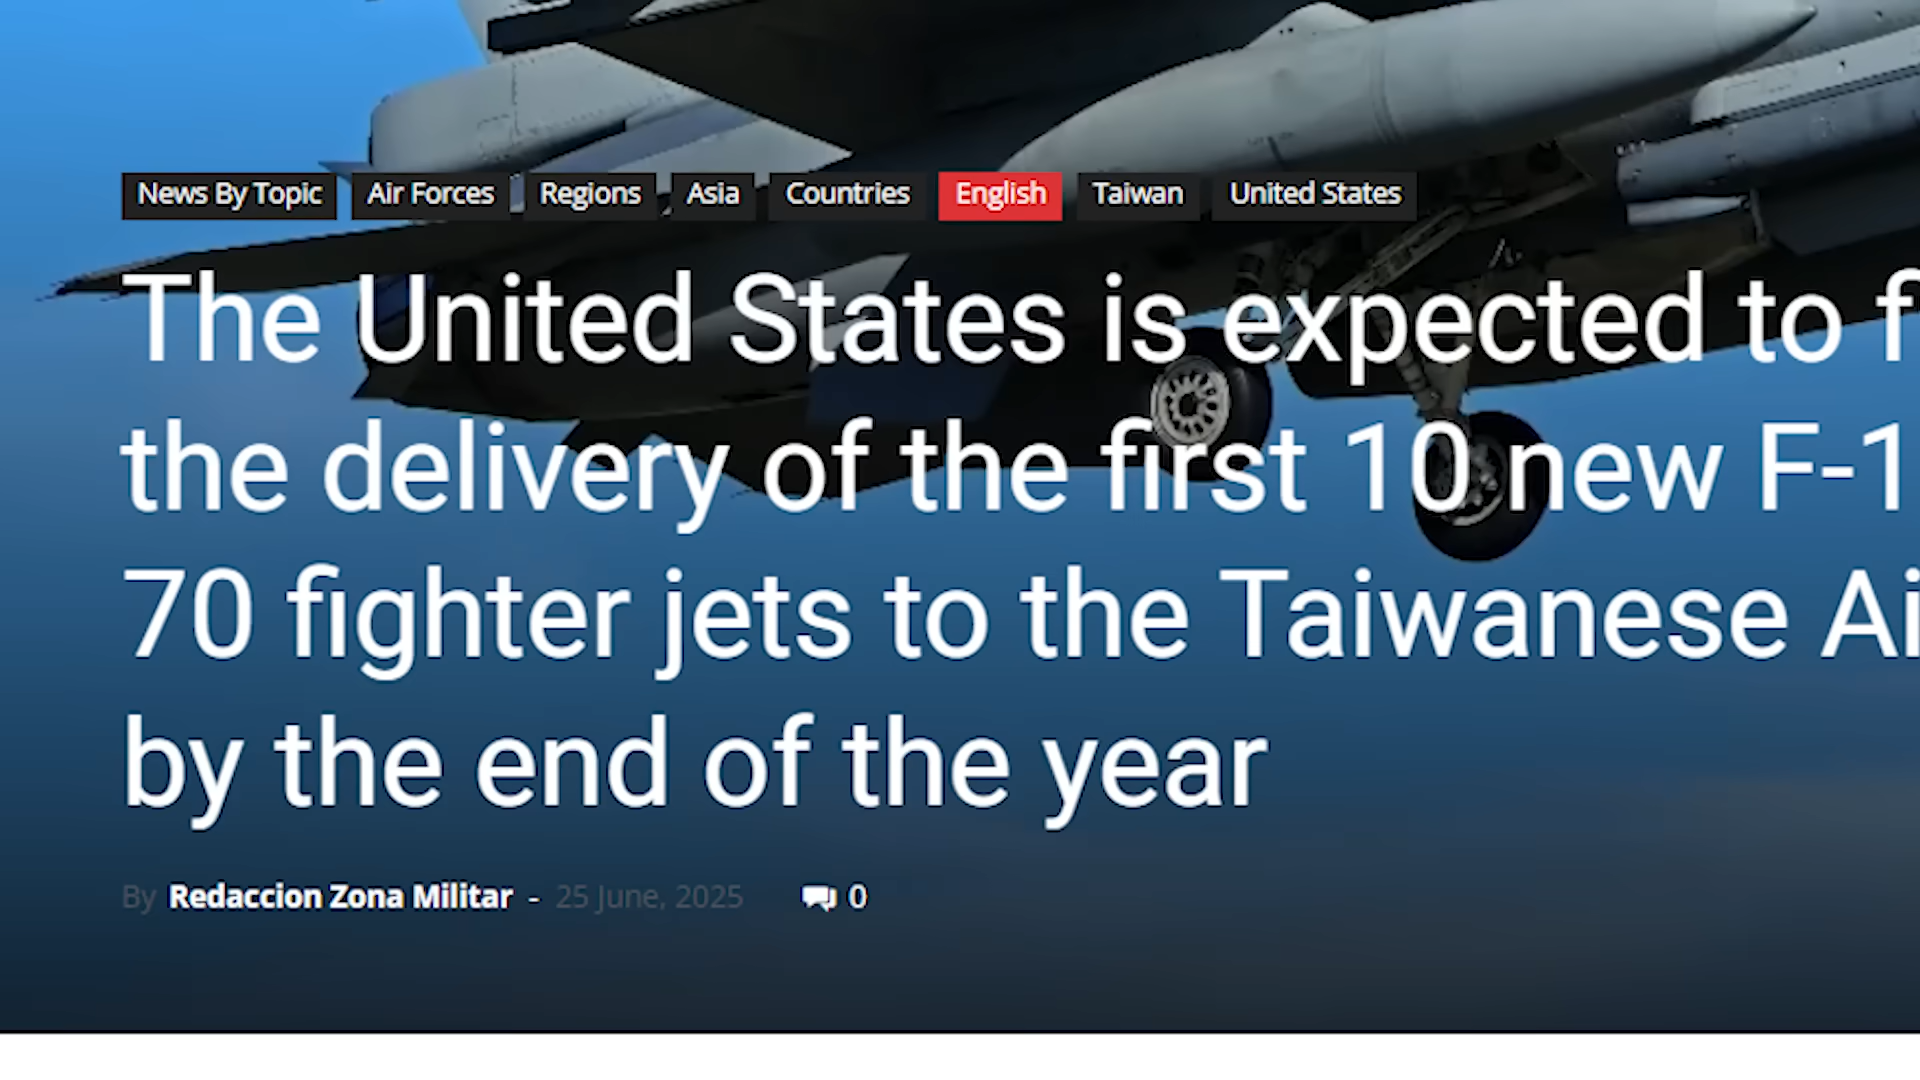 News By Topic Air Forces Regions Asia Countries English Taiwan United States
The United States is expected to f
the delivery of the first 10 new F-1
70 fighter jets to the Taiwanese Ai
by the end of the year
By Redaccion Zona Militar - 25 June, 2025 0